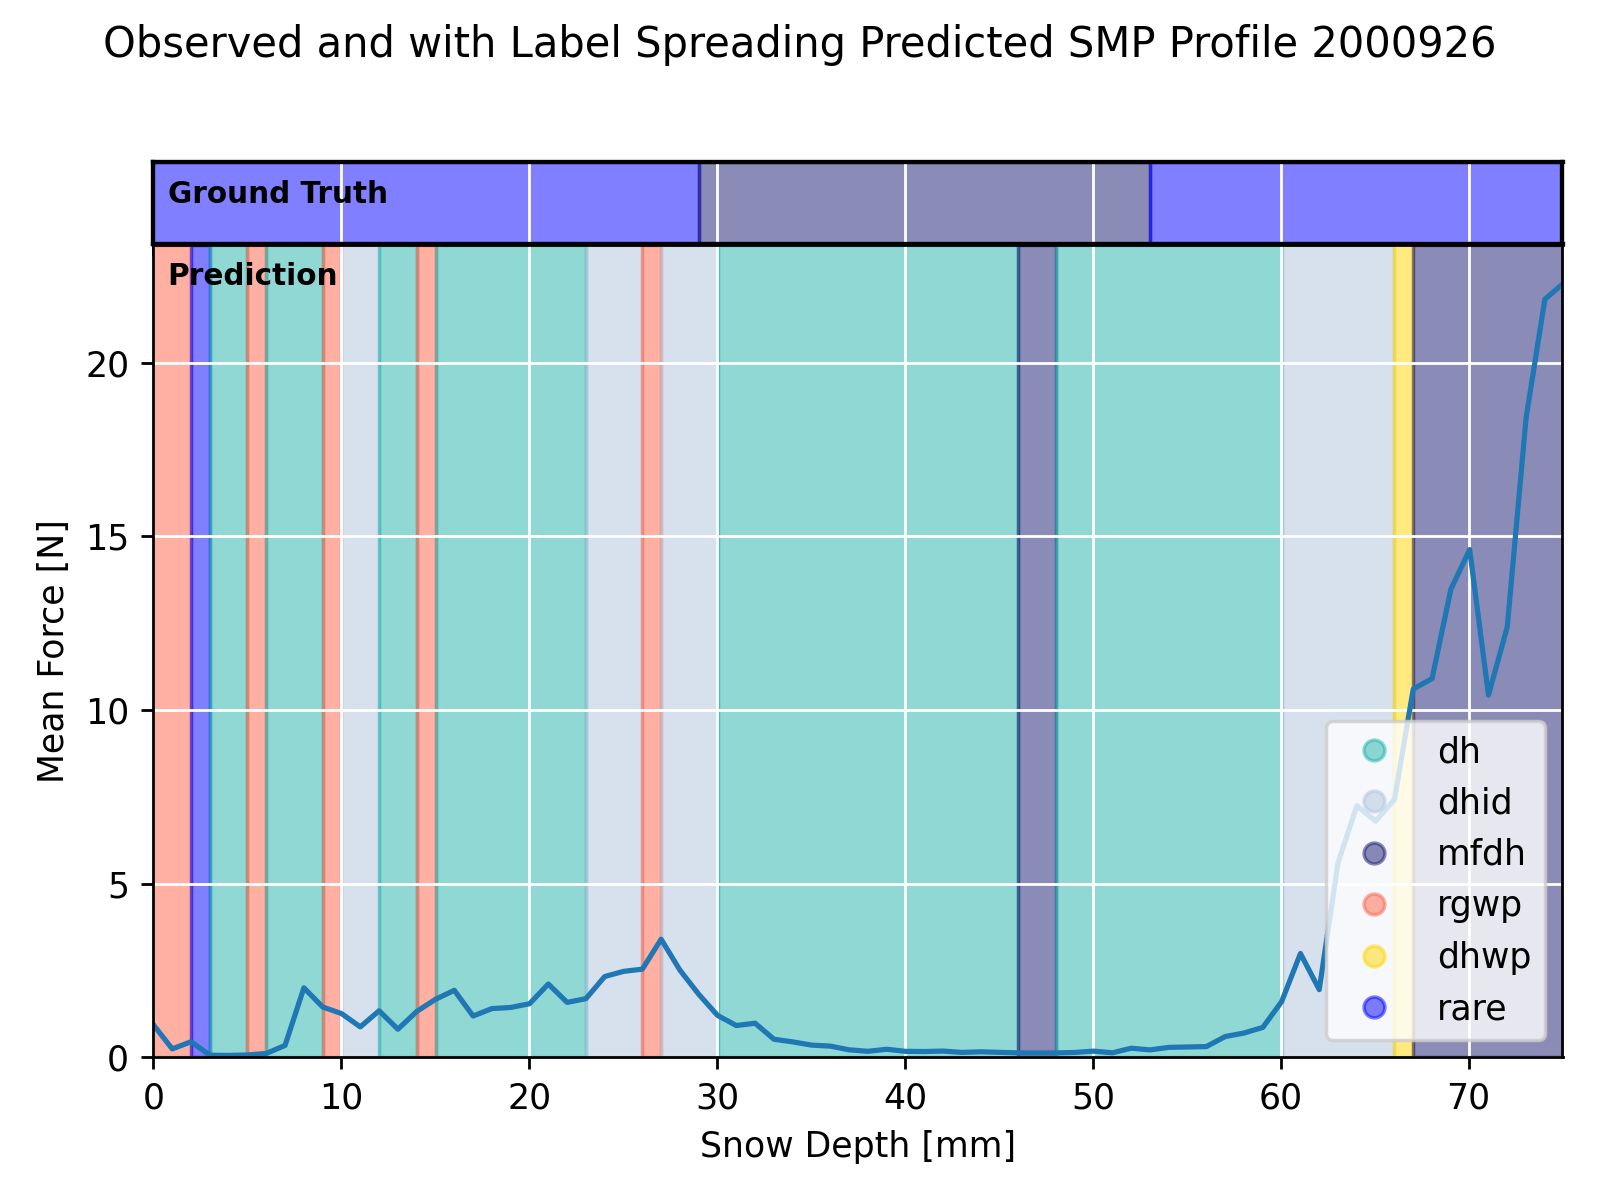 Observed and with Label Spreading Predicted SMP Profile 2000926
Ground Truth
Prediction
20
15
10
5
0
Mean Force [N]
dh
dhid
mfdh
rgwp
dhwp
rare
0 10 20 30 40 50 60 70
Snow Depth [mm]